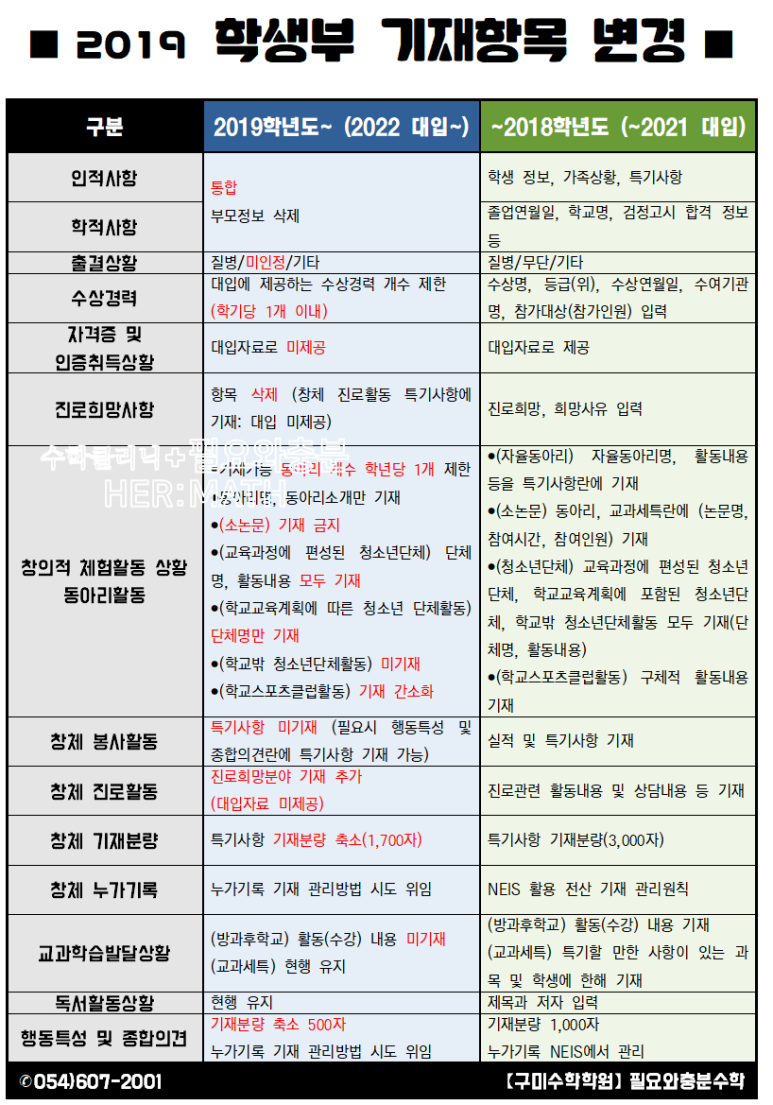 ■ 2019 학생부 기재항목 변경 ■
구분
2019학년도~ (2022 대입~)
~2018학년도 (~2021 대입)
인적사항
통합
부모정보 삭제
학생 정보, 가족상황, 특기사항
학적사항
졸업연월일, 학교명, 검정고시 합격 정보
등
출결상황
질병/미인정/기타
질병/무단/기타
수상경력
대입에 제공하는 수상경력 개수 제한
(학기당 1개 이내)
수상명, 등급(위), 수상연월일, 수여기관
명, 참가대상(참가인원) 입력
자격증 및
인증취득상황
대입자료로 미제공
대입자료로 제공
진로희망사항
항목 삭제 (창체 진로활동 특기사항에
기재: 대입 미제공)
진로희망, 희망사유 입력
수학클리닉+필요와충분
HER:MATH
창의적 체험활동 상황
동아리활동
●기재가능 동아리 개수 학년당 1개 제한
●동아리명, 동아리소개만 기재
●(소논문) 기재 금지
●(교육과정에 편성된 청소년단체) 단체
명, 활동내용 모두 기재
●(학교교육계획에 따른 청소년 단체활동)
단체명만 기재
●(학교밖 청소년단체활동) 미기재
●(학교스포츠클럽활동) 기재 간소화
●(자율동아리) 자율동아리명, 활동내용
등을 특기사항란에 기재
●(소논문) 동아리, 교과세특란에 (논문명,
참여시간, 참여인원) 기재
●(청소년단체) 교육과정에 편성된 청소년
단체, 학교교육계획에 포함된 청소년단
체, 학교밖 청소년단체활동 모두 기재(단
체명, 활동내용)
●(학교스포츠클럽활동) 구체적 활동내용
기재
창체 봉사활동
특기사항 미기재 (필요시 행동특성 및
종합의견란에 특기사항 기재 가능)
실적 및 특기사항 기재
창체 진로활동
진로희망분야 기재 추가
(대입자료 미제공)
진로관련 활동내용 및 상담내용 등 기재
창체 기재분량
특기사항 기재분량 축소(1,700자)
특기사항 기재분량(3,000자)
창체 누가기록
누가기록 기재 관리방법 시도 위임
NEIS 활용 전산 기재 관리원칙
교과학습발달상황
(방과후학교) 활동(수강) 내용 미기재
(교과세특) 현행 유지
(방과후학교) 활동(수강) 내용 기재
(교과세특) 특기할 만한 사항이 있는 과
목 및 학생에 한해 기재
독서활동상황
현행 유지
제목과 저자 입력
행동특성 및 종합의견
기재분량 축소 500자
누가기록 기재 관리방법 시도 위임
기재분량 1,000자
누가기록 NEIS에서 관리
✆054)607-2001
【구미수학학원】 필요와충분수학